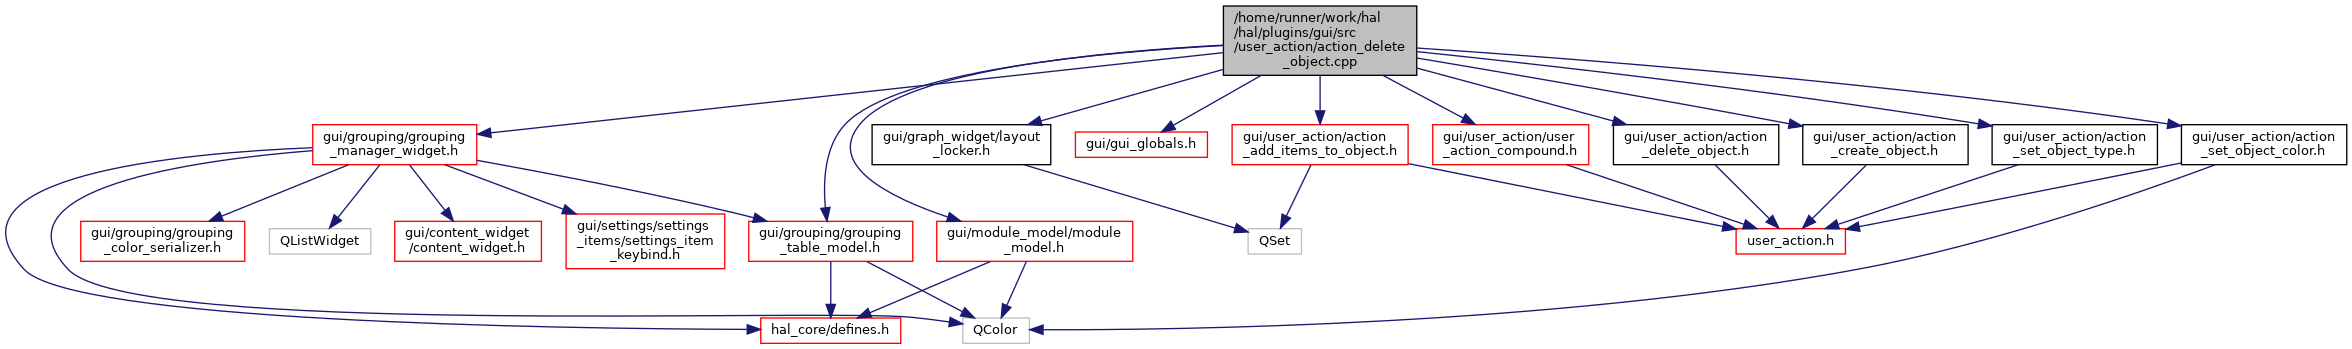 /home/runner/work/hal
/hal/plugins/gui/src
/user_action/action_delete
_object.cpp
gui/grouping/grouping
_manager_widget.h
gui/graph_widget/layout
_locker.h
gui/gui_globals.h
gui/user_action/action
_add_items_to_object.h
gui/user_action/user
_action_compound.h
gui/user_action/action
_delete_object.h
gui/user_action/action
_create_object.h
gui/user_action/action
_set_object_type.h
gui/user_action/action
_set_object_color.h
gui/grouping/grouping
_color_serializer.h
QListWidget
gui/content_widget
/content_widget.h
gui/settings/settings
_items/settings_item
_keybind.h
gui/grouping/grouping
_table_model.h
gui/module_model/module
_model.h
QSet
user_action.h
hal_core/defines.h
QColor